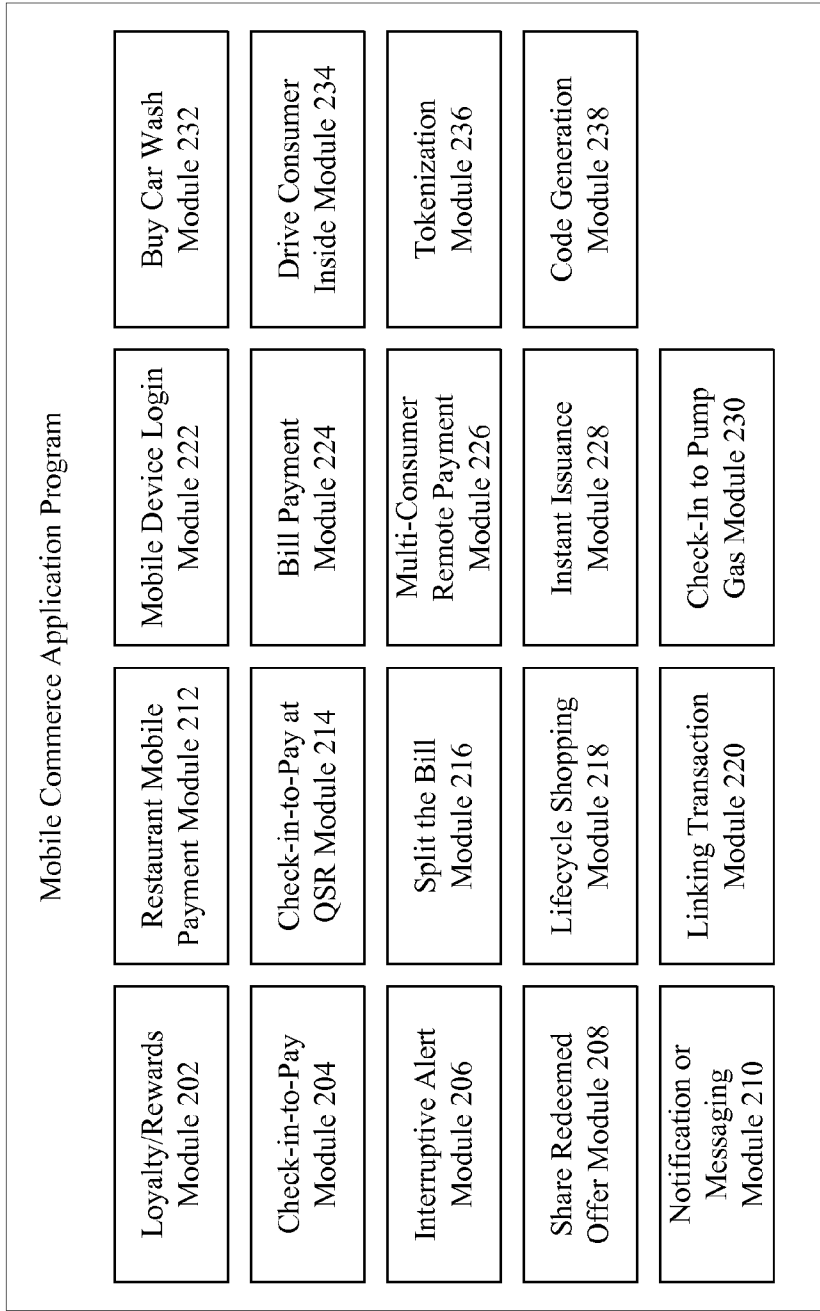 Mobile Commerce Application Program
Loyalty/Rewards
Module 202
Check-in-to-Pay
Module 204
Interruptive Alert
Module 206
Share Redeemed
Offer Module 208
Notification or
Messaging
Module 210
Restaurant Mobile
Payment Module 212
Check-in-to-Pay at
QSR Module 214
Split the Bill
Module 216
Lifecycle Shopping
Module 218
Linking Transaction
Module 220
Mobile Device Login
Module 222
Bill Payment
Module 224
Multi-Consumer
Remote Payment
Module 226
Instant Issuance
Module 228
Check-In to Pump
Gas Module 230
Buy Car Wash
Module 232
Drive Consumer
Inside Module 234
Tokenization
Module 236
Code Generation
Module 238